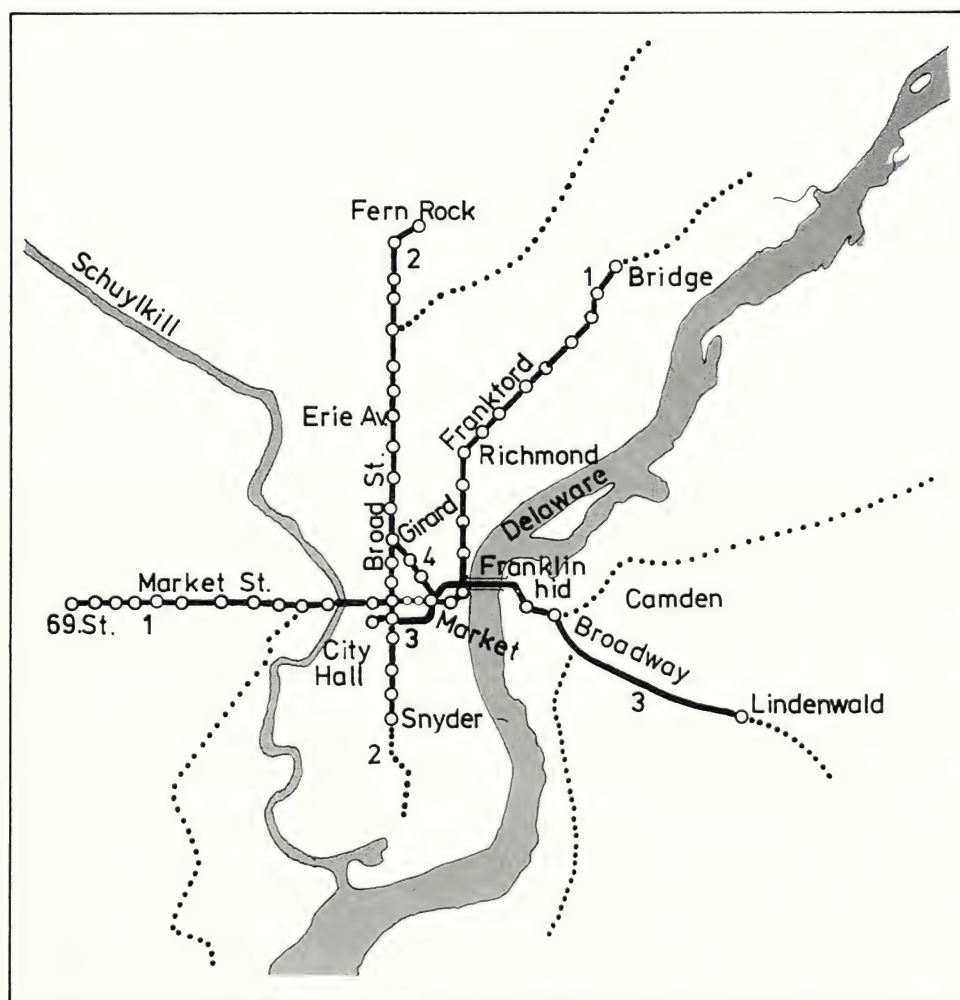 Fern Rock
2
Schuylkill
1
Bridge
Frankford
Erie Av.
Richmond
Broad St.
Girard
Delaware
4
Franklin
hid
Market St.
Camden
69.St.
1
3
Market
City
Hall
Broadway
3
Snyder
Lindenwald
2